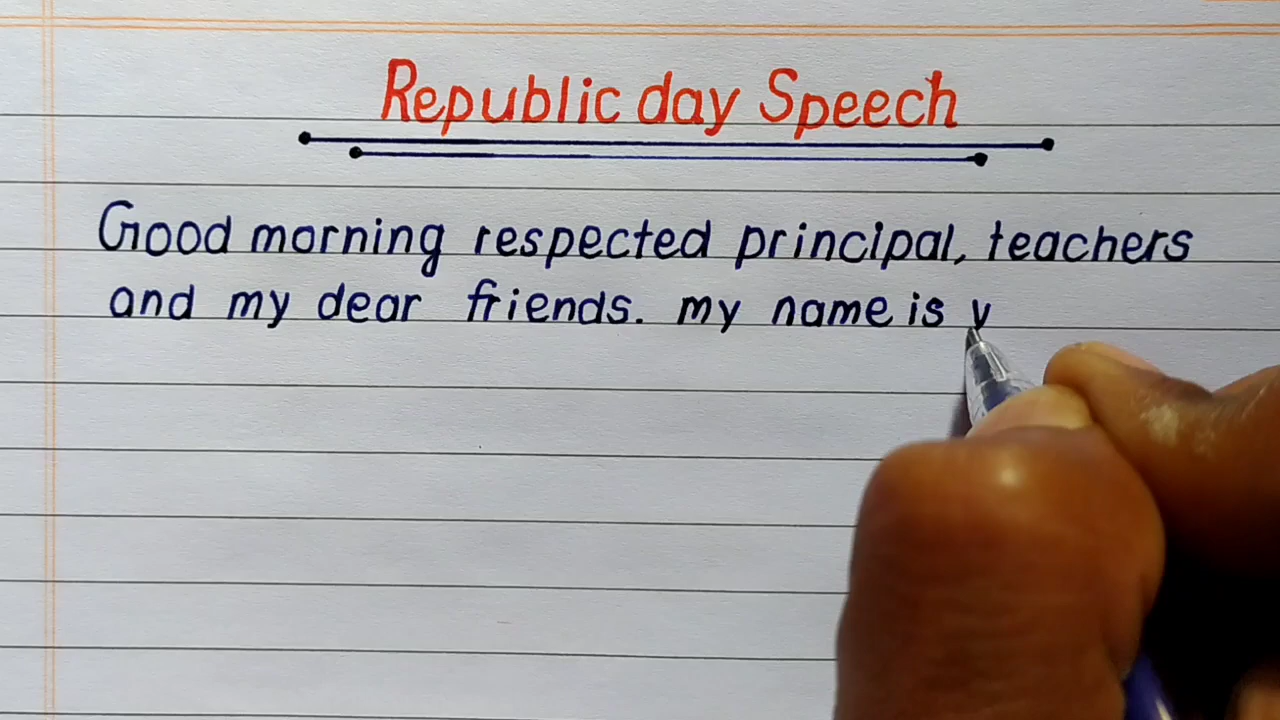 Republic day Speech
Good morning respected principal, teachers
and my dear friends. my name is y